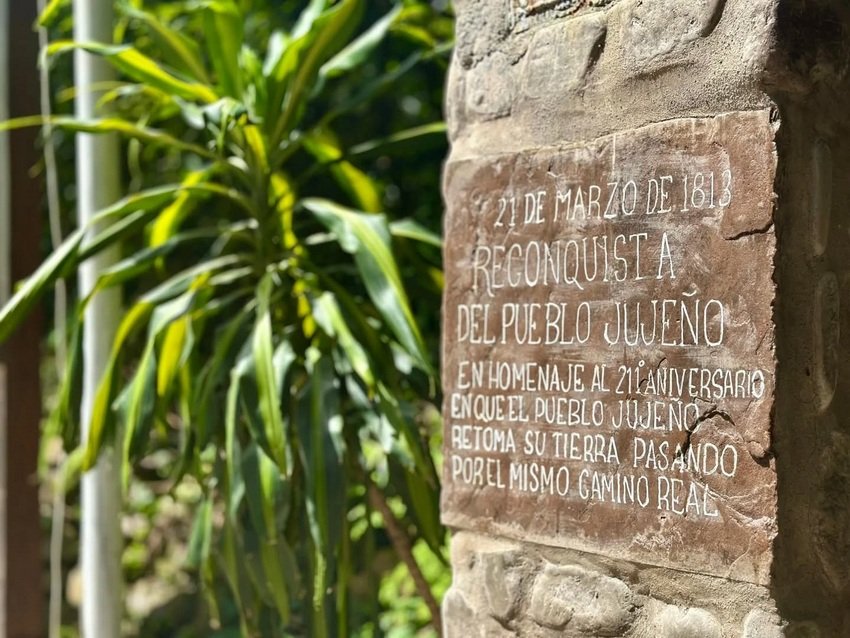 21 DE MARZO DE 1813
RECONQUISTA
DEL PUEBLO JUJEÑO
EN HOMENAJE AL 21° ANIVERSARIO
EN QUE EL PUEBLO JUJEÑO
RETOMA SU TIERRA PASANDO
POR EL MISMO CAMINO REAL